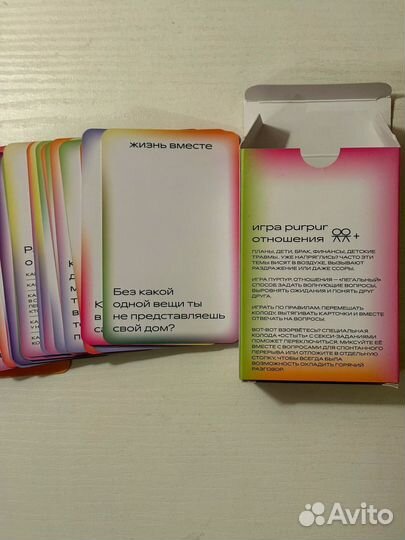 жизнь вместе
Без какой
одной вещи ты
не представляешь
свой дом?
игра purpur
отношения
ПЛАНЫ, ДЕТИ, БРАК, ФИНАНСЫ, ДЕТСКИЕ
ТРАВМЫ. УЖЕ НАПРЯГЛИСЬ? ЧАСТО ЭТИ
ТЕМЫ ВИСЯТ В ВОЗДУХЕ, ВЫЗЫВАЮТ
РАЗДРАЖЕНИЕ ИЛИ ДАЖЕ ССОРЫ.
ИГРА ПУРПУР. ОТНОШЕНИЯ – «ЛЕГАЛЬНЫЙ»
СПОСОБ ЗАДАТЬ ВОЛНУЮЩИЕ ВОПРОСЫ,
ВЫРОВНЯТЬ ОЖИДАНИЯ И ПОНЯТЬ ДРУГ
ДРУГА.
ИГРАТЬ ПО ПРАВИЛАМ: ПЕРЕМЕШАТЬ
КОЛОДУ, ВЫТЯГИВАТЬ КАРТОЧКИ И ВМЕСТЕ
ОТВЕЧАТЬ НА ВОПРОСЫ.
ВОТ-ВОТ ВЗОРВЁТЕСЬ? СПЕЦИАЛЬНАЯ
КОЛОДА «ОСТЫТЬ» С СЕКСИ-ЗАДАНИЯМИ
ПОМОЖЕТ ПЕРЕКЛЮЧИТЬСЯ. МИКСУЙТЕ ЕЁ
ВМЕСТЕ С ВОПРОСАМИ ДЛЯ СПОНТАННОГО
ПЕРЕРЫВА ИЛИ ОТЛОЖИТЕ В ОТДЕЛЬНУЮ
СТОПКУ, ЧТОБЫ ВСЕГДА БЫЛА
ВОЗМОЖНОСТЬ ОХЛАДИТЬ ГОРЯЧИЙ
РАЗГОВОР.
Avito